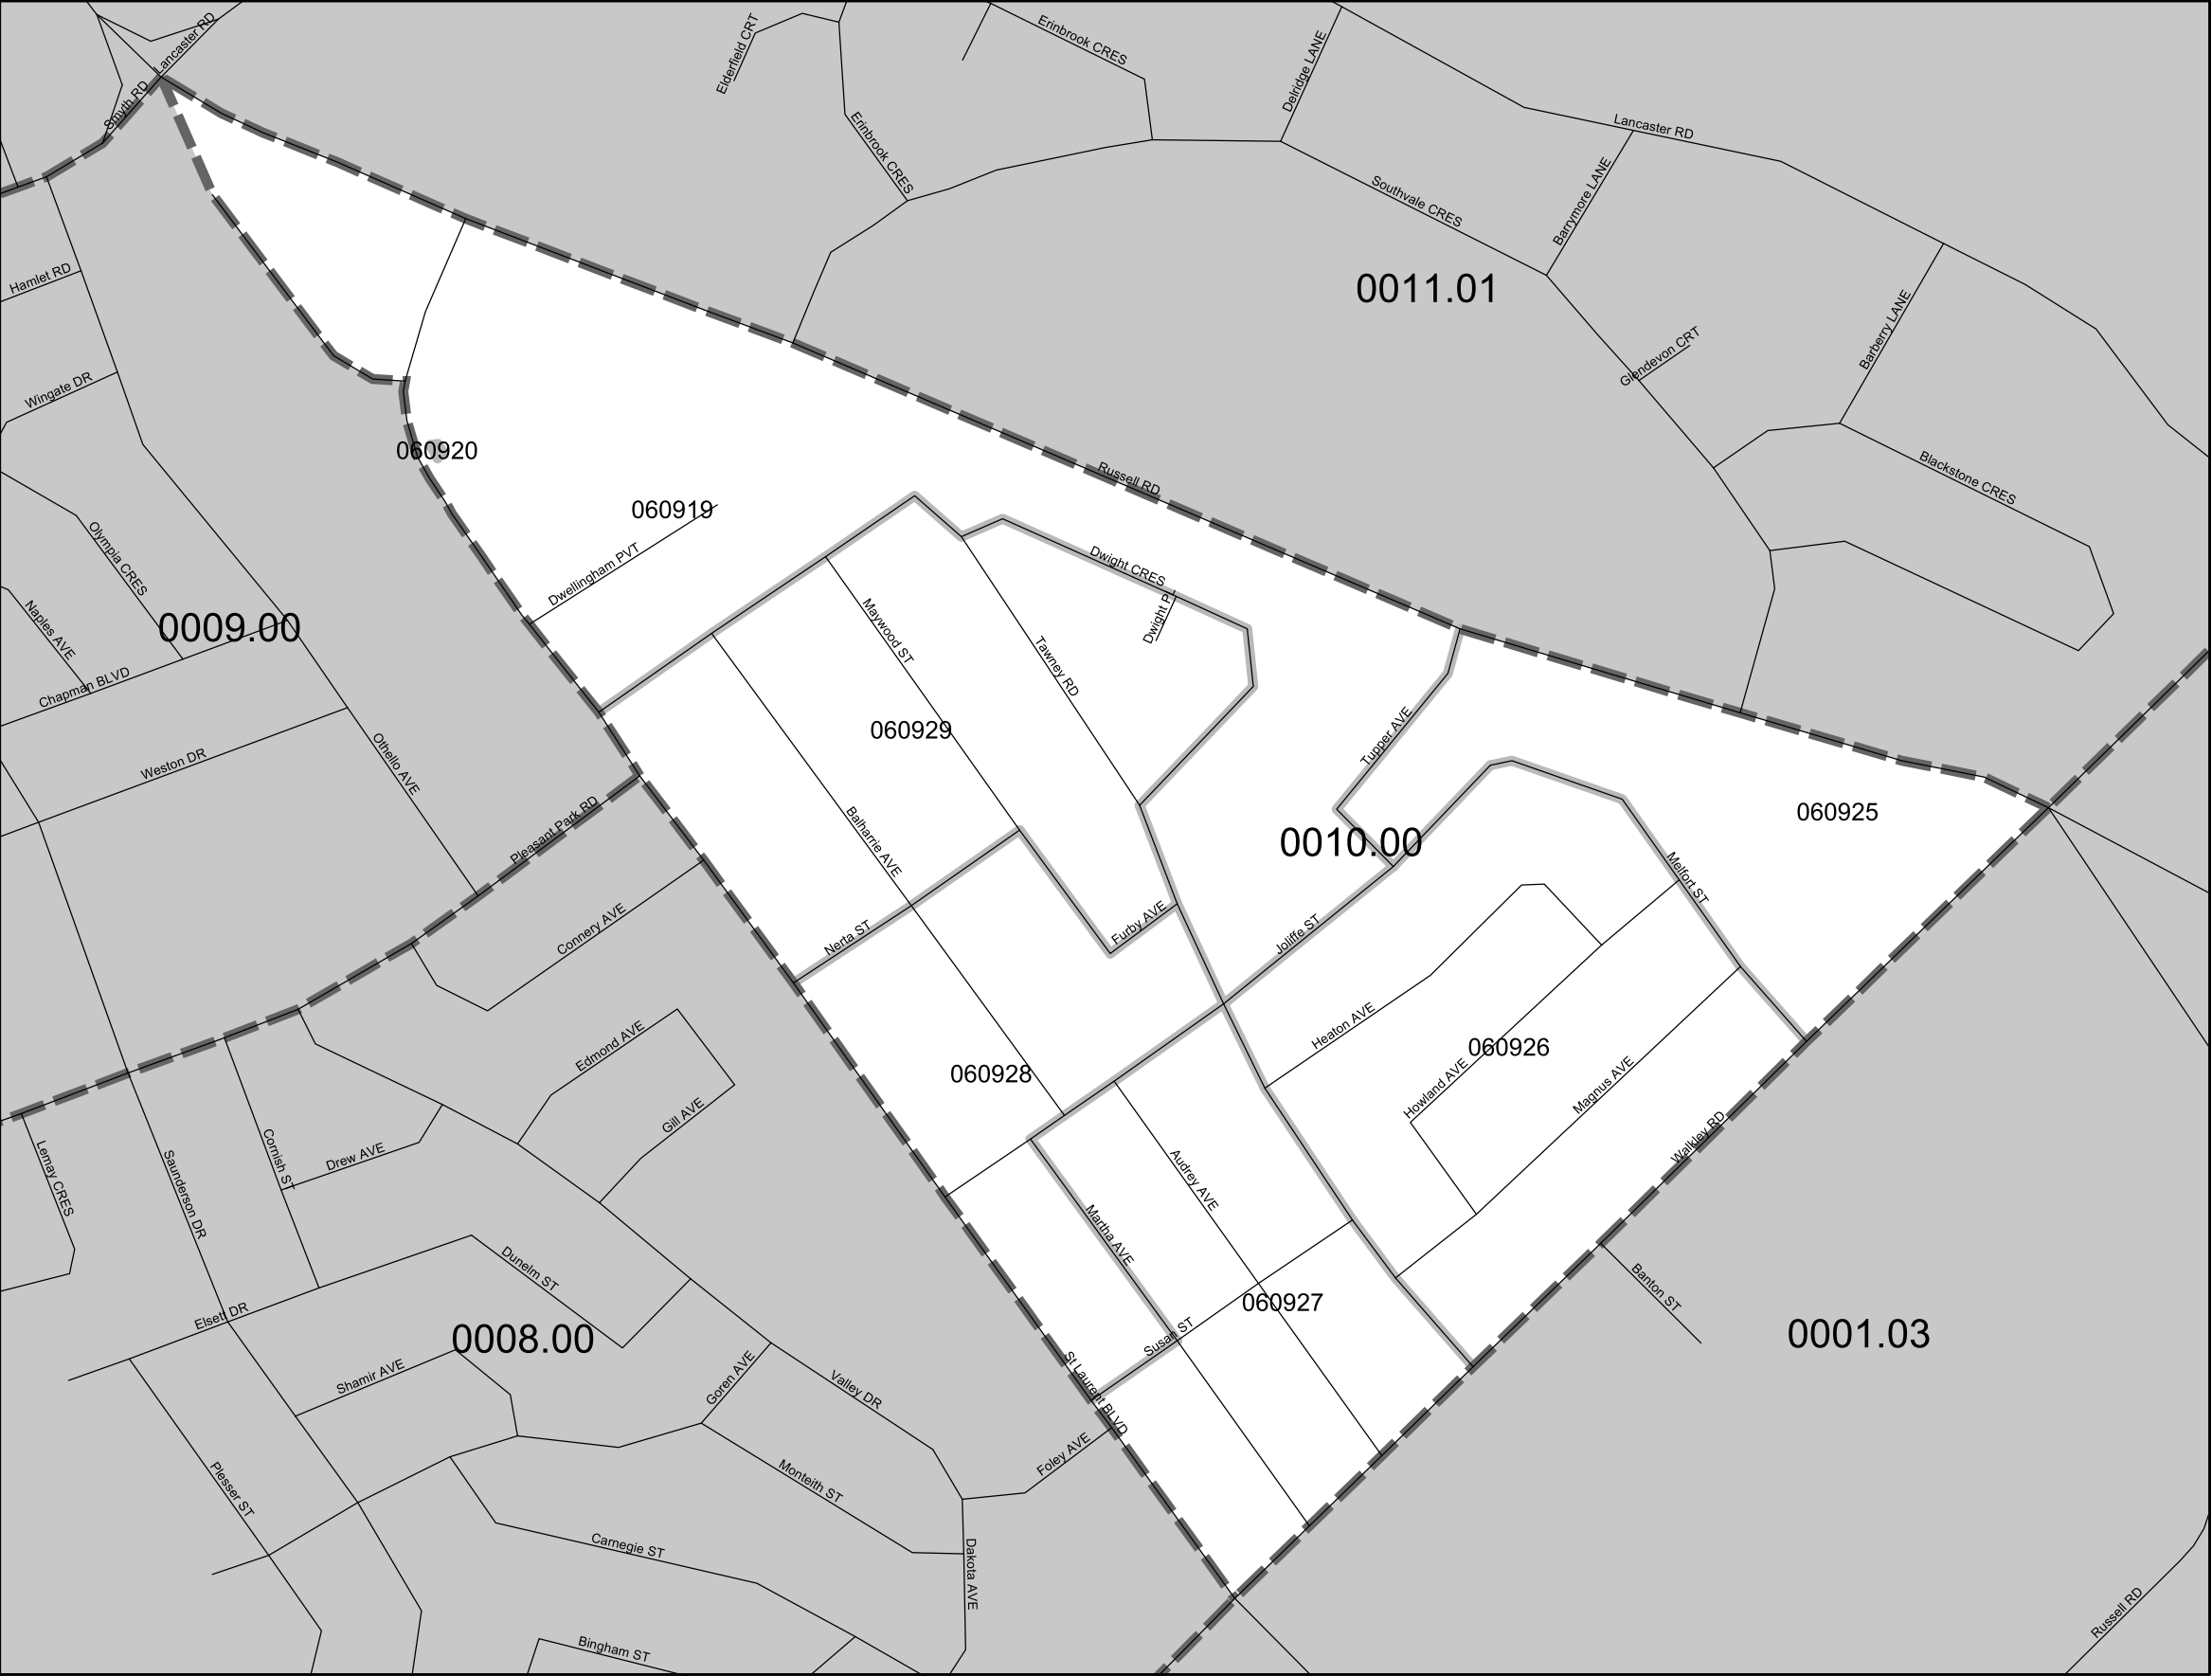 Lancaster RD
Smyth RD
Elderfield CRT
Erinbrook CRES
Delridge LANE
Lancaster RD
Erinbrook CRES
Southvale CRES
Barrymore LANE
Hamlet RD
0011.01
Barberry LANE
Glendevon CRT
Wingate DR
060920
Russell RD
Blackstone CRES
060919
Olympia CRES
Dwellingham PVT
Dwight CRES
Naples AVE
0009.00
Maywood ST
Dwight P
Tawney RD
Chapman BLVD
Weston DR
Othello AVE
060929
Tupper AVE
060925
Pleasant Park RD
Balharrie AVE
0010.00
Melfort ST
Connery AVE
Nerta ST
Furby AVE
Joliffe ST
Edmond AVE
Heaton AVE
060926
Gill AVE
060928
Howland AVE
Magnus AVE
Lemay CRES
Saunderson DR
Cornish ST
Drew AVE
Walkley RD
Audrey AVE
Martha AVE
Dunelm ST
Banton ST
Elsett DR
060927
0008.00
Susan ST
0001.03
Shamir AVE
Goren AVE
Valley DR
St Laurent BLVD
Foley AVE
Plesser ST
Monteith ST
Carnegie ST
Dakota AVE
Bingham ST
Russell RD